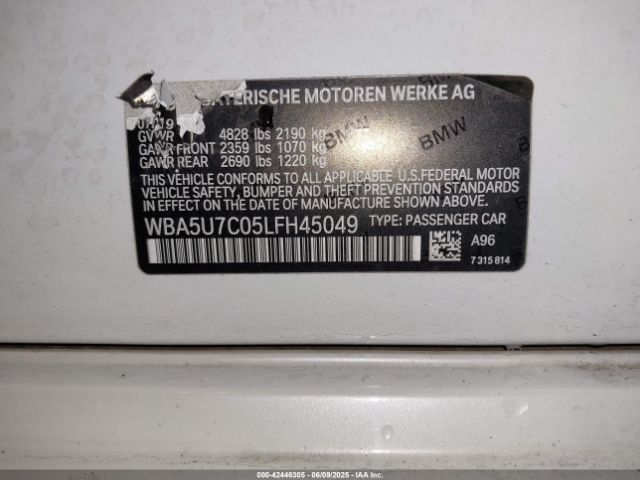 BAYERISCHE MOTOREN WERKE AG
GVWR 4828 lbs 2190 kg
GAWR FRONT 2359 lbs 1070 kg
GAWR REAR 2690 lbs 1220 kg
THIS VEHICLE CONFORMS TO ALL APPLICABLE U.S.FEDERAL MOTOR
VEHICLE SAFETY, BUMPER AND THEFT PREVENTION STANDARDS
IN EFFECT ON THE DATE OF MANUFACTURE SHOWN ABOVE.
WBA5U7C05LFH45049 TYPE: PASSENGER CAR
A96
7 315 814
BMW
BMW
BMW
000-42446305 - 06/09/2025 - IAA Inc.